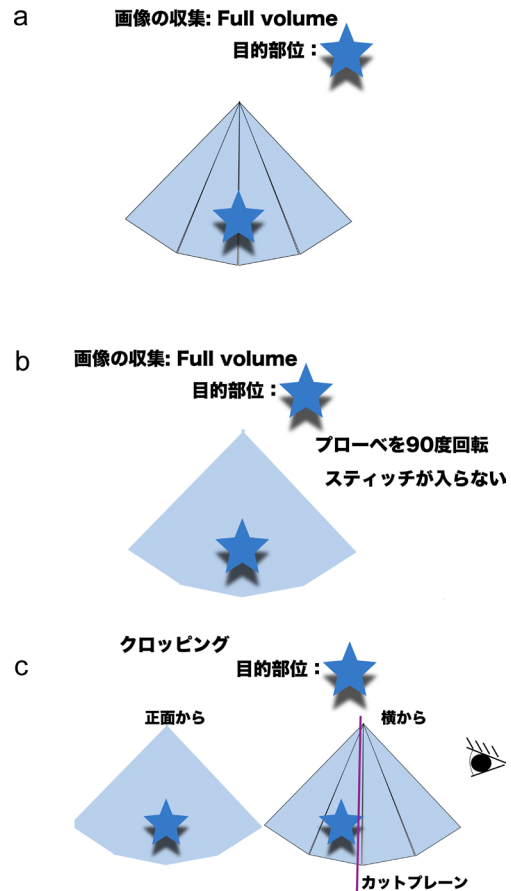 a
画像の収集: Full volume
目的部位：
b
画像の収集: Full volume
目的部位：
プローベを90度回転
スティッチが入らない
c
クロッピング
目的部位：
正面から
横から
カットプレーン